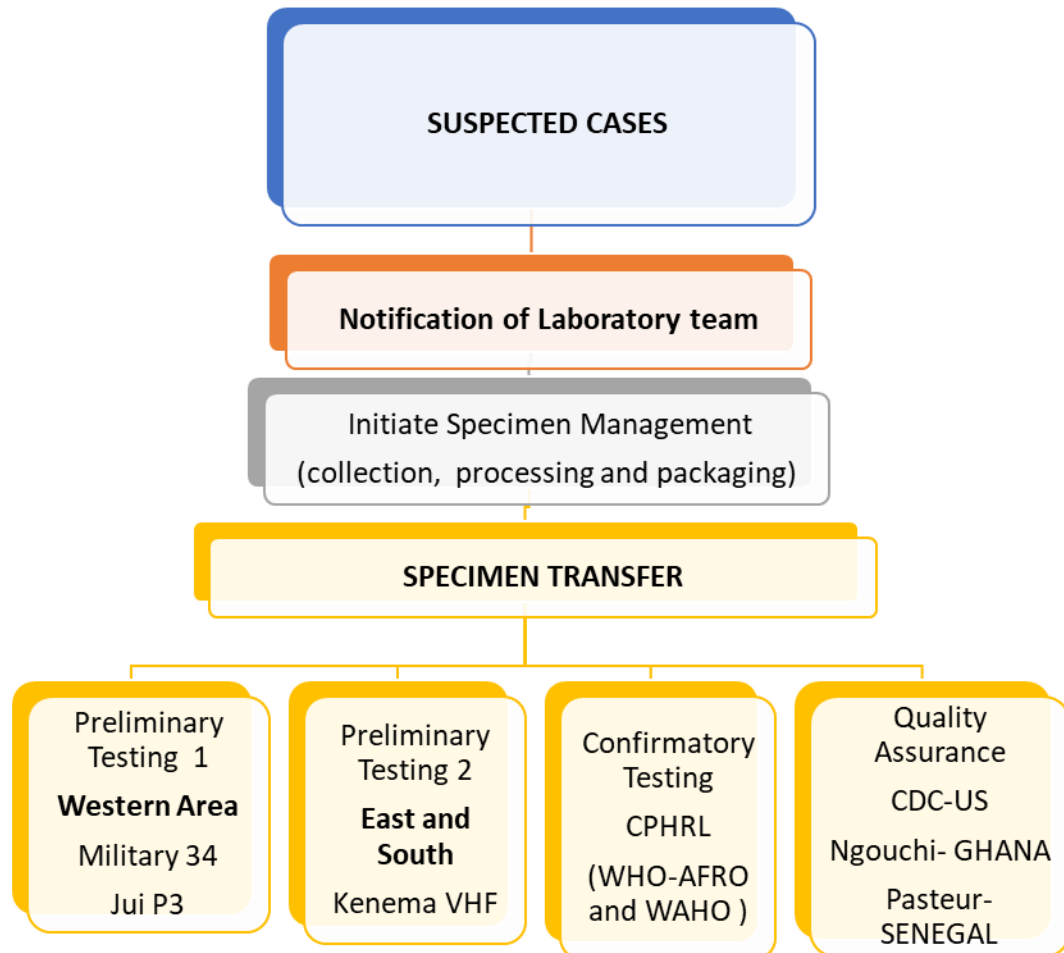 SUSPECTED CASES
Notification of Laboratory team
Initiate Specimen Management
(collection, processing and packaging)
SPECIMEN TRANSFER
Preliminary
Testing 1
Western Area
Military 34
Jui P3
Preliminary
Testing 2
East and
South
Kenema VHF
Confirmatory
Testing
CPHRL
(WHO-AFRO
and WAHO )
Quality
Assurance
CDC-US
Ngouchi- GHANA
Pasteur-
SENEGAL